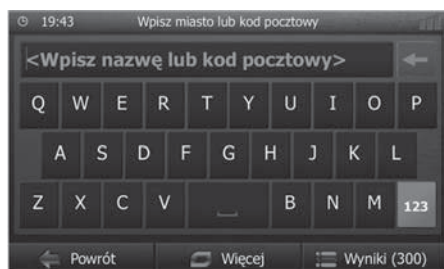 19:43 Wpisz miasto lub kod pocztowy
<Wpisz nazwę lub kod pocztowy>
Q W E R T Y U I O P
A S D F G H J K L
Z X C V B N M 123
Powrót Więcej Wyniki (300)